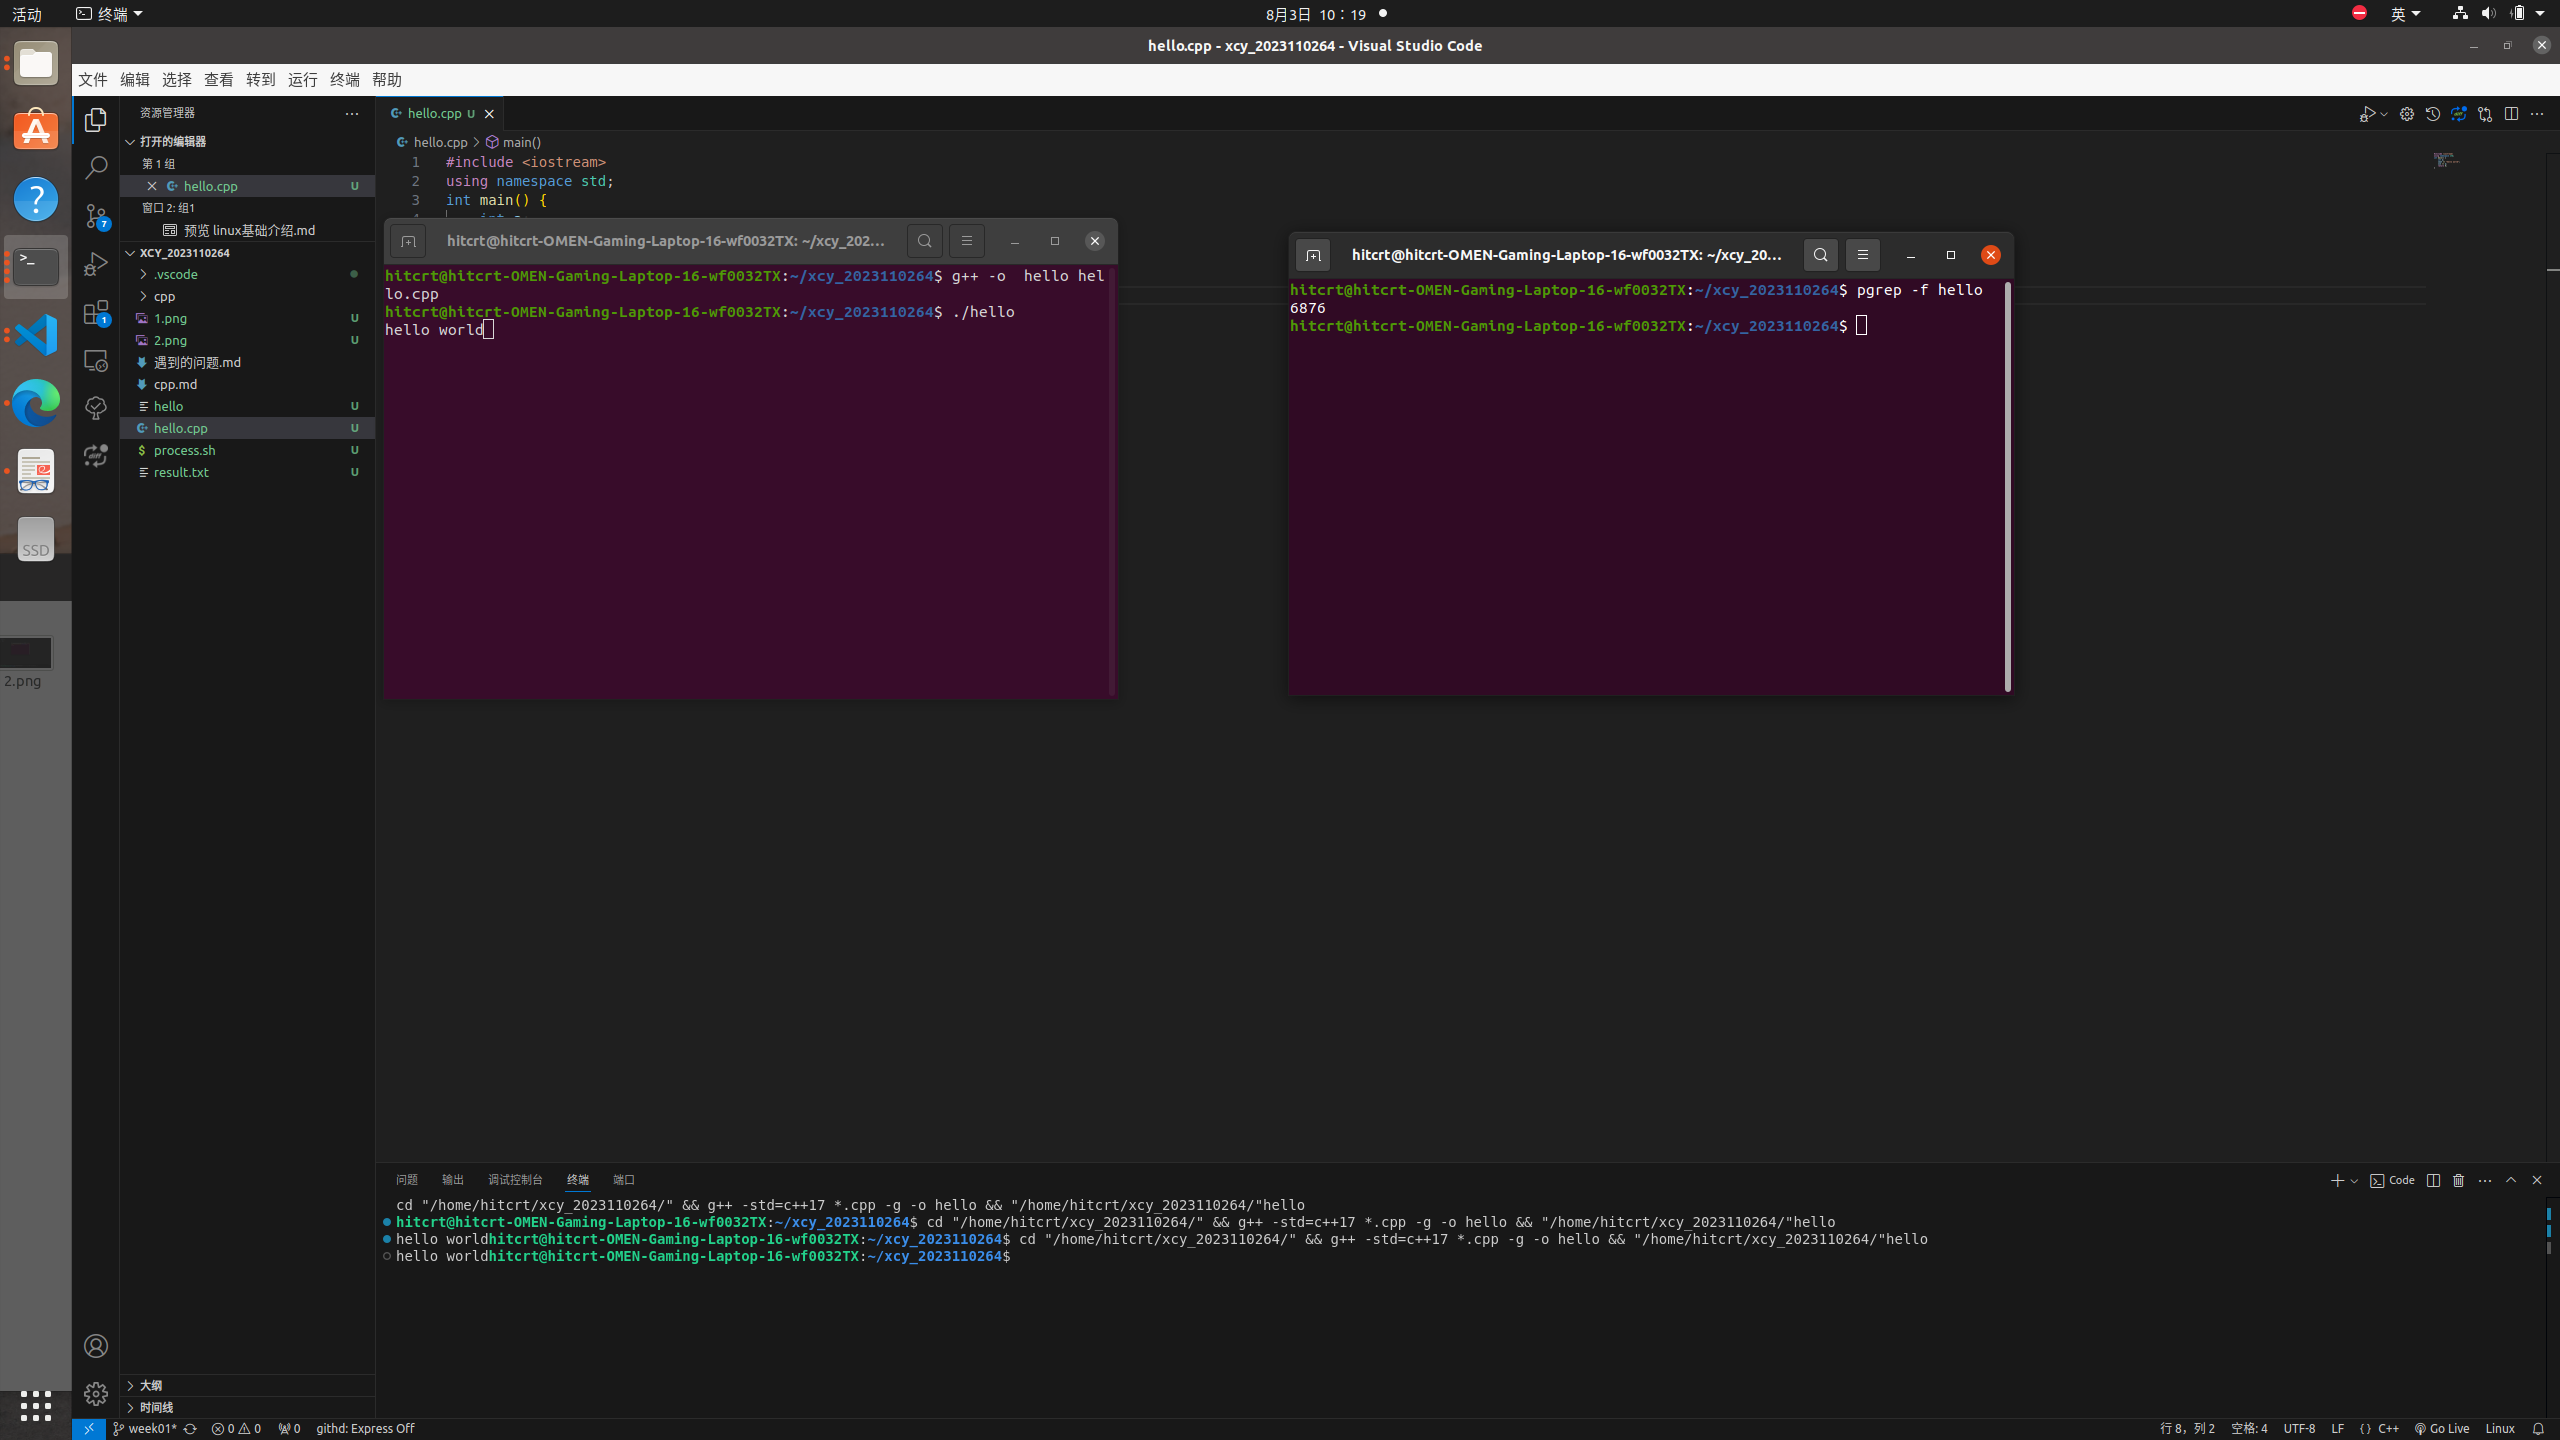 活动 终端 8月3日 10：19 英
hello.cpp - xcy_2023110264 - Visual Studio Code
文件 编辑 选择 查看 转到 运行 终端 帮助
资源管理器
打开的编辑器
第 1 组
hello.cpp U
窗口 2: 组1
预览 linux基础介绍.md
XCY_2023110264
.vscode
cpp
1.png U
2.png U
遇到的问题.md
cpp.md
hello U
hello.cpp U
process.sh U
result.txt U
大纲
时间线
7
1
SSD
2.png
hello.cpp U
hello.cpp > main()
1 #include <iostream>
2 using namespace std;
3 int main() {
hitcrt@hitcrt-OMEN-Gaming-Laptop-16-wf0032TX: ~/xcy_202...
hitcrt@hitcrt-OMEN-Gaming-Laptop-16-wf0032TX:~/xcy_2023110264$ g++ -o  hello hel
lo.cpp
hitcrt@hitcrt-OMEN-Gaming-Laptop-16-wf0032TX:~/xcy_2023110264$ ./hello
hello world
hitcrt@hitcrt-OMEN-Gaming-Laptop-16-wf0032TX: ~/xcy_20...
hitcrt@hitcrt-OMEN-Gaming-Laptop-16-wf0032TX:~/xcy_2023110264$ pgrep -f hello
6876
hitcrt@hitcrt-OMEN-Gaming-Laptop-16-wf0032TX:~/xcy_2023110264$
问题 输出 调试控制台 终端 端口 Code
cd "/home/hitcrt/xcy_2023110264/" && g++ -std=c++17 *.cpp -g -o hello && "/home/hitcrt/xcy_2023110264/"hello
hitcrt@hitcrt-OMEN-Gaming-Laptop-16-wf0032TX:~/xcy_2023110264$ cd "/home/hitcrt/xcy_2023110264/" && g++ -std=c++17 *.cpp -g -o hello && "/home/hitcrt/xcy_2023110264/"hello
hello worldhitcrt@hitcrt-OMEN-Gaming-Laptop-16-wf0032TX:~/xcy_2023110264$ cd "/home/hitcrt/xcy_2023110264/" && g++ -std=c++17 *.cpp -g -o hello && "/home/hitcrt/xcy_2023110264/"hello
hello worldhitcrt@hitcrt-OMEN-Gaming-Laptop-16-wf0032TX:~/xcy_2023110264$
week01* 0 0 0 githd: Express Off 行 8，列 2 空格: 4 UTF-8 LF {} C++ Go Live Linux